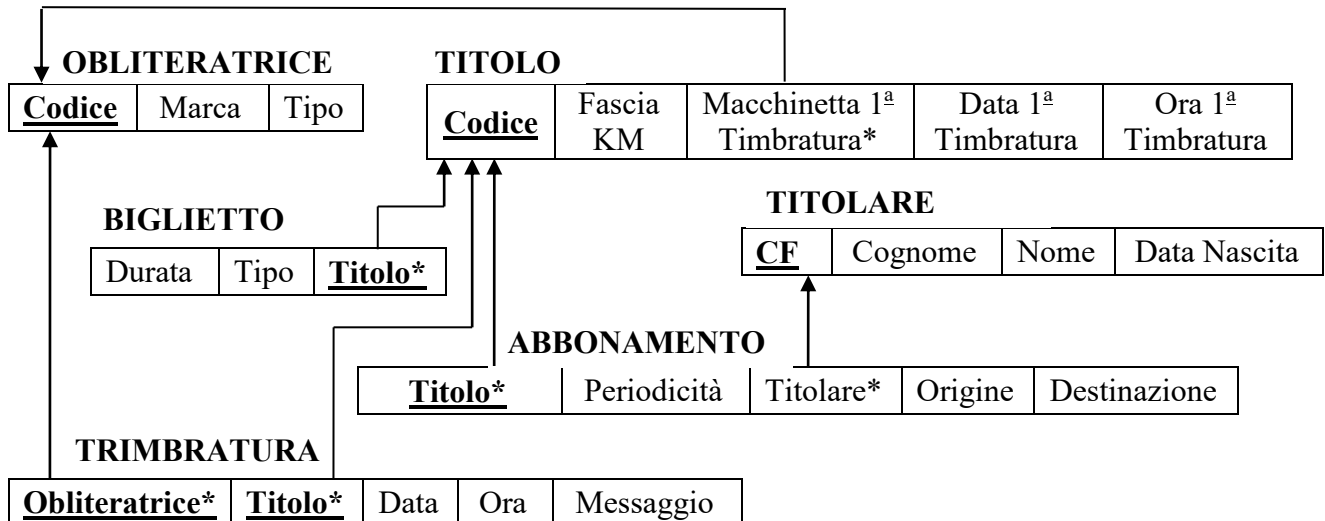 OBLITERATRICE
Codice Marca Tipo
TITOLO
Codice Fascia KM Macchinetta 1ª Timbratura* Data 1ª Timbratura Ora 1ª Timbratura
BIGLIETTO
Durata Tipo Titolo*
TITOLARE
CF Cognome Nome Data Nascita
ABBONAMENTO
Titolo* Periodicità Titolare* Origine Destinazione
TRIMBRATURA
Obliteratrice* Titolo* Data Ora Messaggio